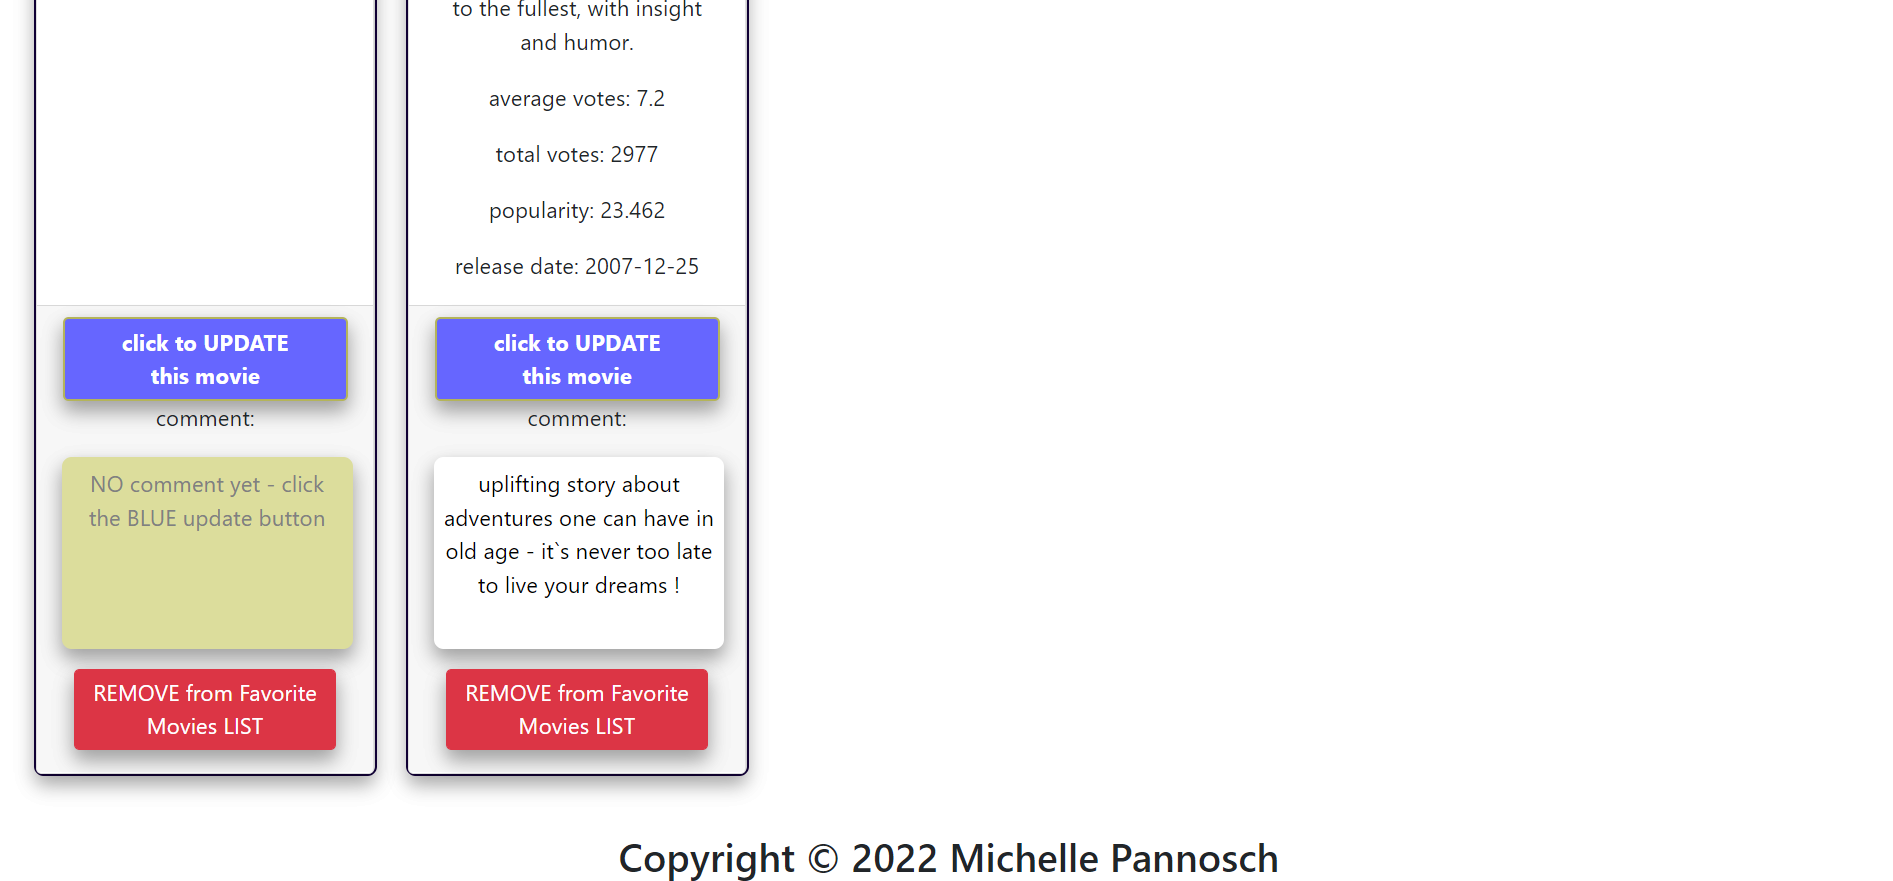 click to UPDATE
this movie
comment:
NO comment yet - click
the BLUE update button
REMOVE from Favorite
Movies LIST
to the fullest, with insight
and humor.
average votes: 7.2
total votes: 2977
popularity: 23.462
release date: 2007-12-25
click to UPDATE
this movie
comment:
uplifting story about
adventures one can have in
old age - it`s never too late
to live your dreams !
REMOVE from Favorite
Movies LIST
Copyright © 2022 Michelle Pannosch